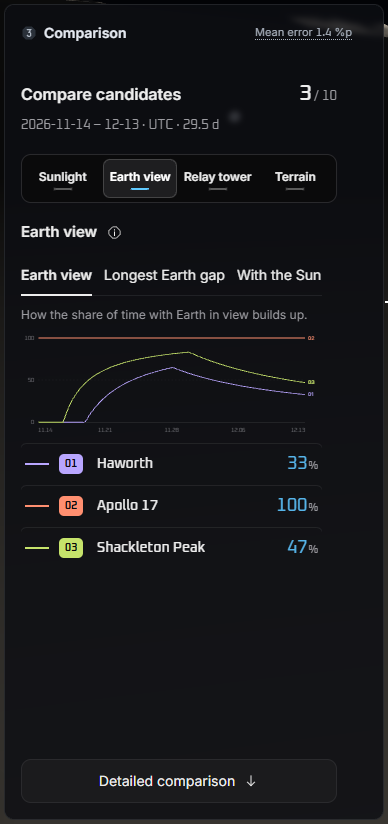 3 Comparison Mean error 1.4 %p
Compare candidates 3 / 10
2026-11-14 – 12-13 · UTC · 29.5 d
Sunlight Earth view Relay tower Terrain
Earth view
Earth view Longest Earth gap With the Sun
How the share of time with Earth in view builds up.
100 02
50
03
01
0
11.14 11.21 11.28 12.06 12.13
01 Haworth 33%
02 Apollo 17 100%
03 Shackleton Peak 47%
Detailed comparison ↓